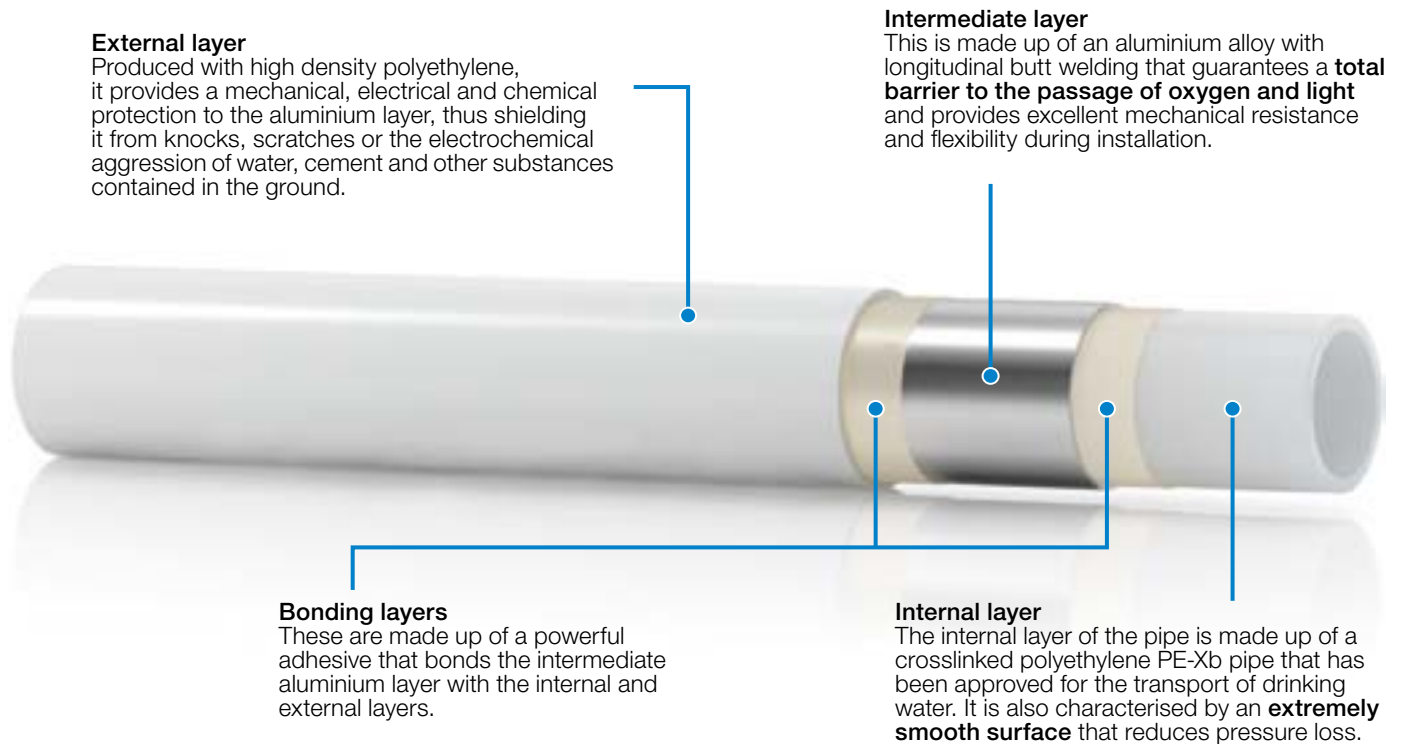 External layer
Produced with high density polyethylene,
it provides a mechanical, electrical and chemical
protection to the aluminium layer, thus shielding
it from knocks, scratches or the electrochemical
aggression of water, cement and other substances
contained in the ground.
Intermediate layer
This is made up of an aluminium alloy with
longitudinal butt welding that guarantees a total
barrier to the passage of oxygen and light
and provides excellent mechanical resistance
and flexibility during installation.
Bonding layers
These are made up of a powerful
adhesive that bonds the intermediate
aluminium layer with the internal and
external layers.
Internal layer
The internal layer of the pipe is made up of a
crosslinked polyethylene PE-Xb pipe that has
been approved for the transport of drinking
water. It is also characterised by an extremely
smooth surface that reduces pressure loss.